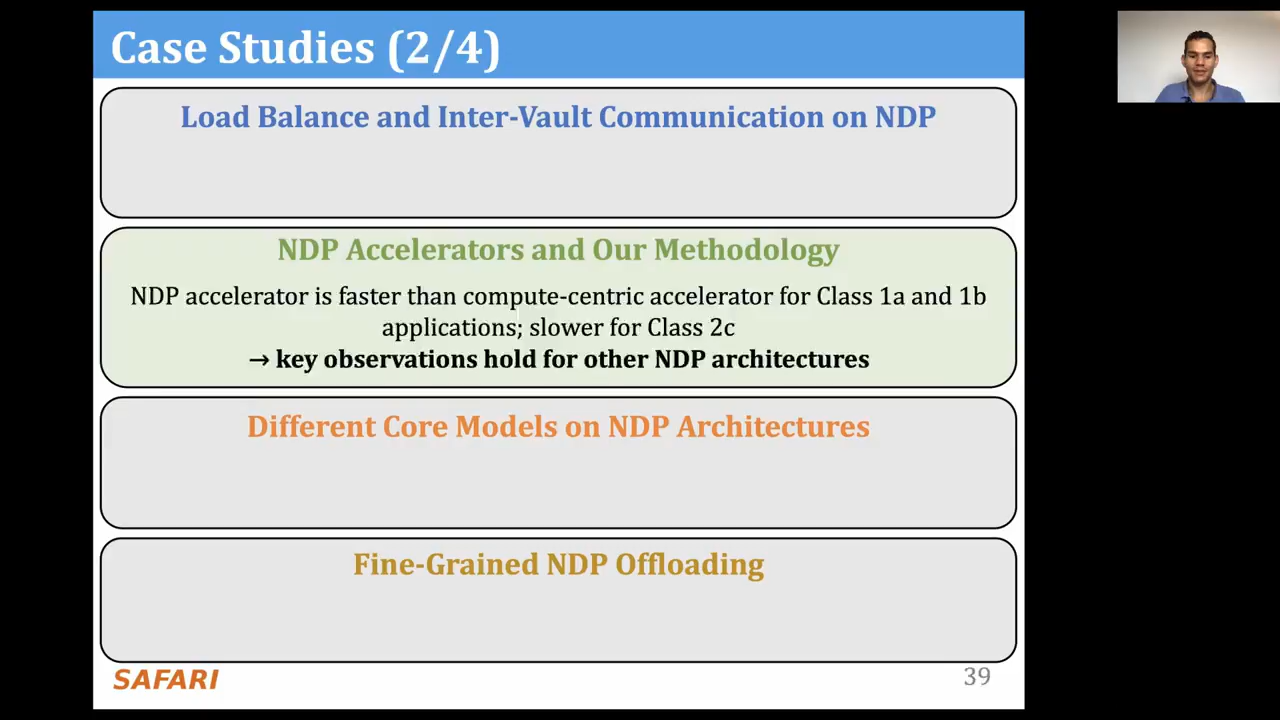 Case Studies (2/4)
Load Balance and Inter-Vault Communication on NDP
NDP Accelerators and Our Methodology
NDP accelerator is faster than compute-centric accelerator for Class 1a and 1b
applications; slower for Class 2c
→ key observations hold for other NDP architectures
Different Core Models on NDP Architectures
Fine-Grained NDP Offloading
SAFARI
39